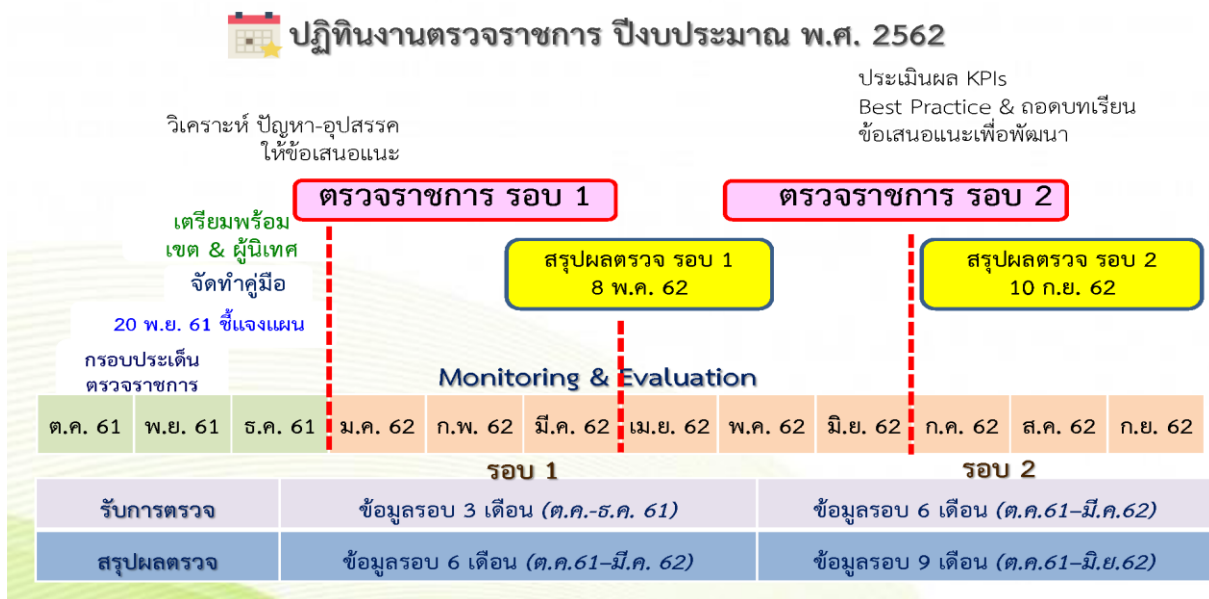 ปฏิทินงานตรวจราชการ ปีงบประมาณ พ.ศ. 2562
ประเมินผล KPIs
Best Practice & ถอดบทเรียน
ข้อเสนอแนะเพื่อพัฒนา
วิเคราะห์ ปัญหา-อุปสรรค
ให้ข้อเสนอแนะ
ตรวจราชการ รอบ 1
ตรวจราชการ รอบ 2
เตรียมพร้อม
เขต & ผู้นิเทศ
จัดทำคู่มือ
สรุปผลตรวจ รอบ 1
8 พ.ค. 62
สรุปผลตรวจ รอบ 2
10 ก.ย. 62
20 พ.ย. 61 ชี้แจงแผน
กรอบประเด็น
ตรวจราชการ
Monitoring & Evaluation
ต.ค. 61 พ.ย. 61 ธ.ค. 61 ม.ค. 62 ก.พ. 62 มี.ค. 62 เม.ย. 62 พ.ค. 62 มิ.ย. 62 ก.ค. 62 ส.ค. 62 ก.ย. 62
รอบ 1 รอบ 2
รับการตรวจ ข้อมูลรอบ 3 เดือน (ต.ค.-ธ.ค. 61) ข้อมูลรอบ 6 เดือน (ต.ค.61–มี.ค.62)
สรุปผลตรวจ ข้อมูลรอบ 6 เดือน (ต.ค.61–มี.ค. 62) ข้อมูลรอบ 9 เดือน (ต.ค.61–มิ.ย.62)